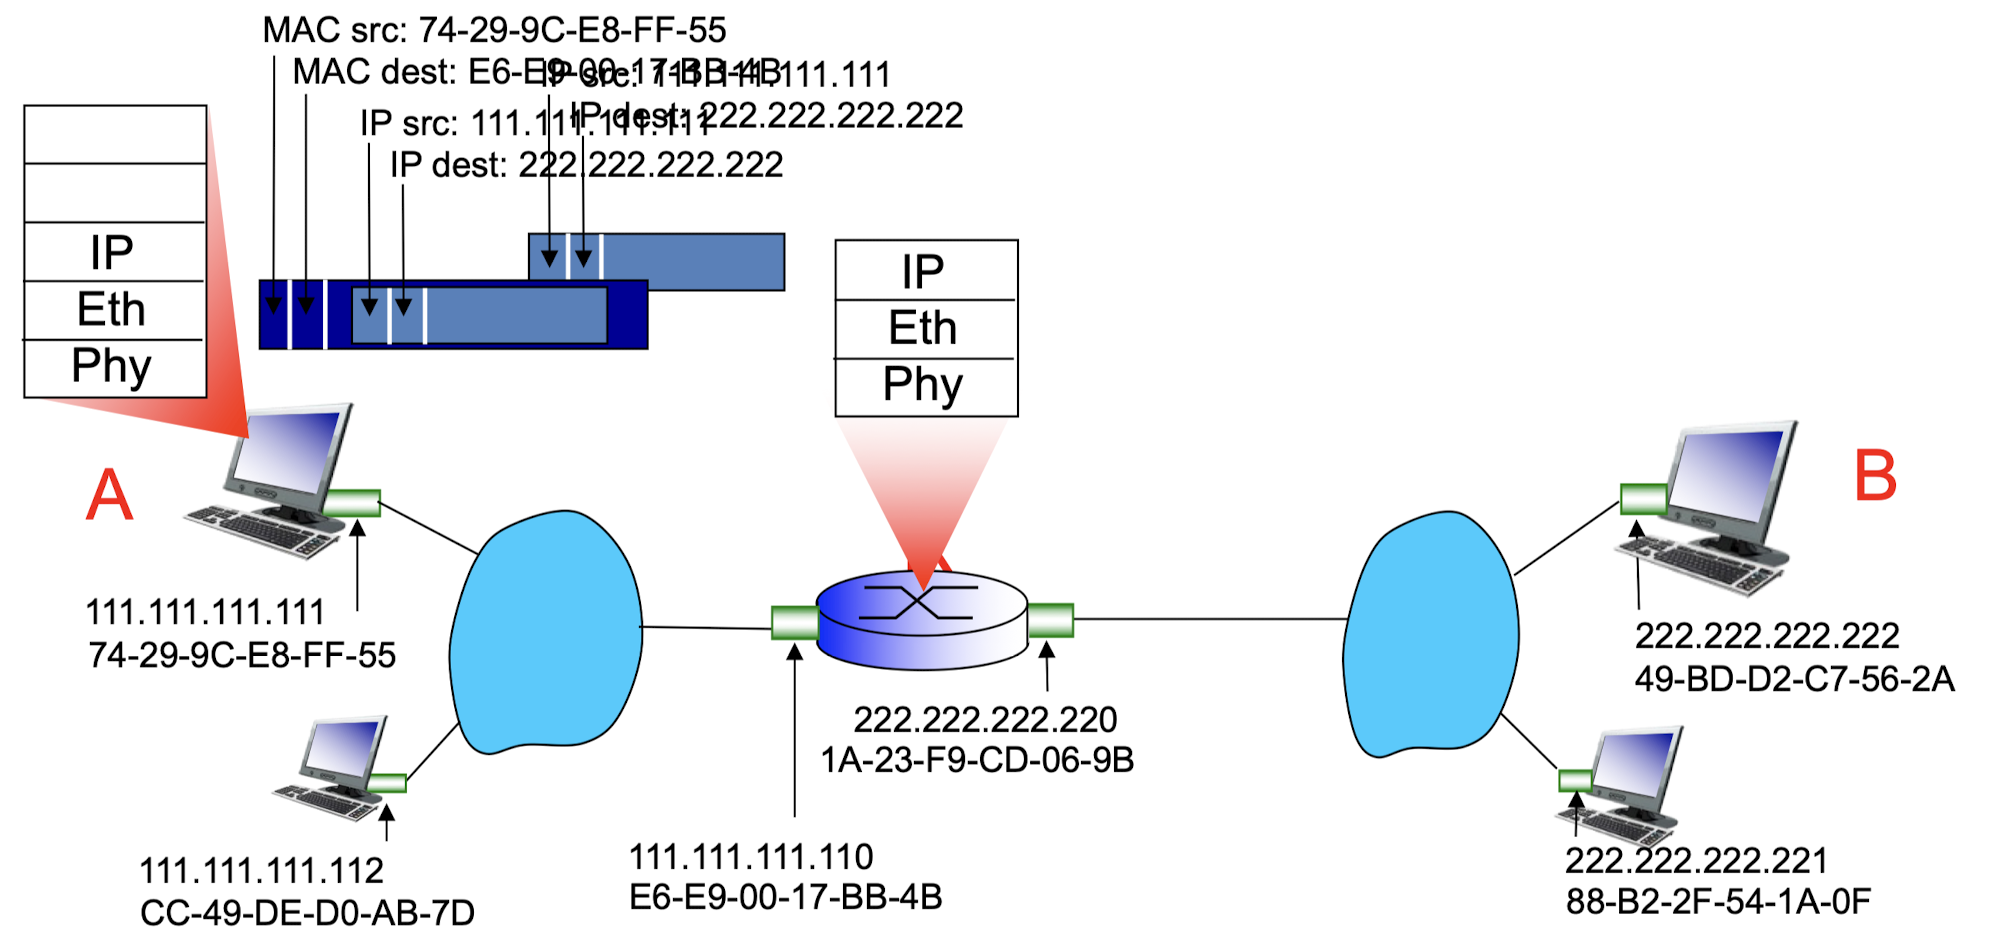 MAC src: 74-29-9C-E8-FF-55
MAC dest: E6-E9-00-17-BB-4B
IP src: 111.111.111.111
IP dest: 222.222.222.222
IP src: 111.111.111.111
IP dest: 222.222.222.222
IP
Eth
Phy
IP
Eth
Phy
A
B
111.111.111.111
74-29-9C-E8-FF-55
222.222.222.222
49-BD-D2-C7-56-2A
222.222.222.220
1A-23-F9-CD-06-9B
111.111.111.112
CC-49-DE-D0-AB-7D
111.111.111.110
E6-E9-00-17-BB-4B
222.222.222.221
88-B2-2F-54-1A-0F